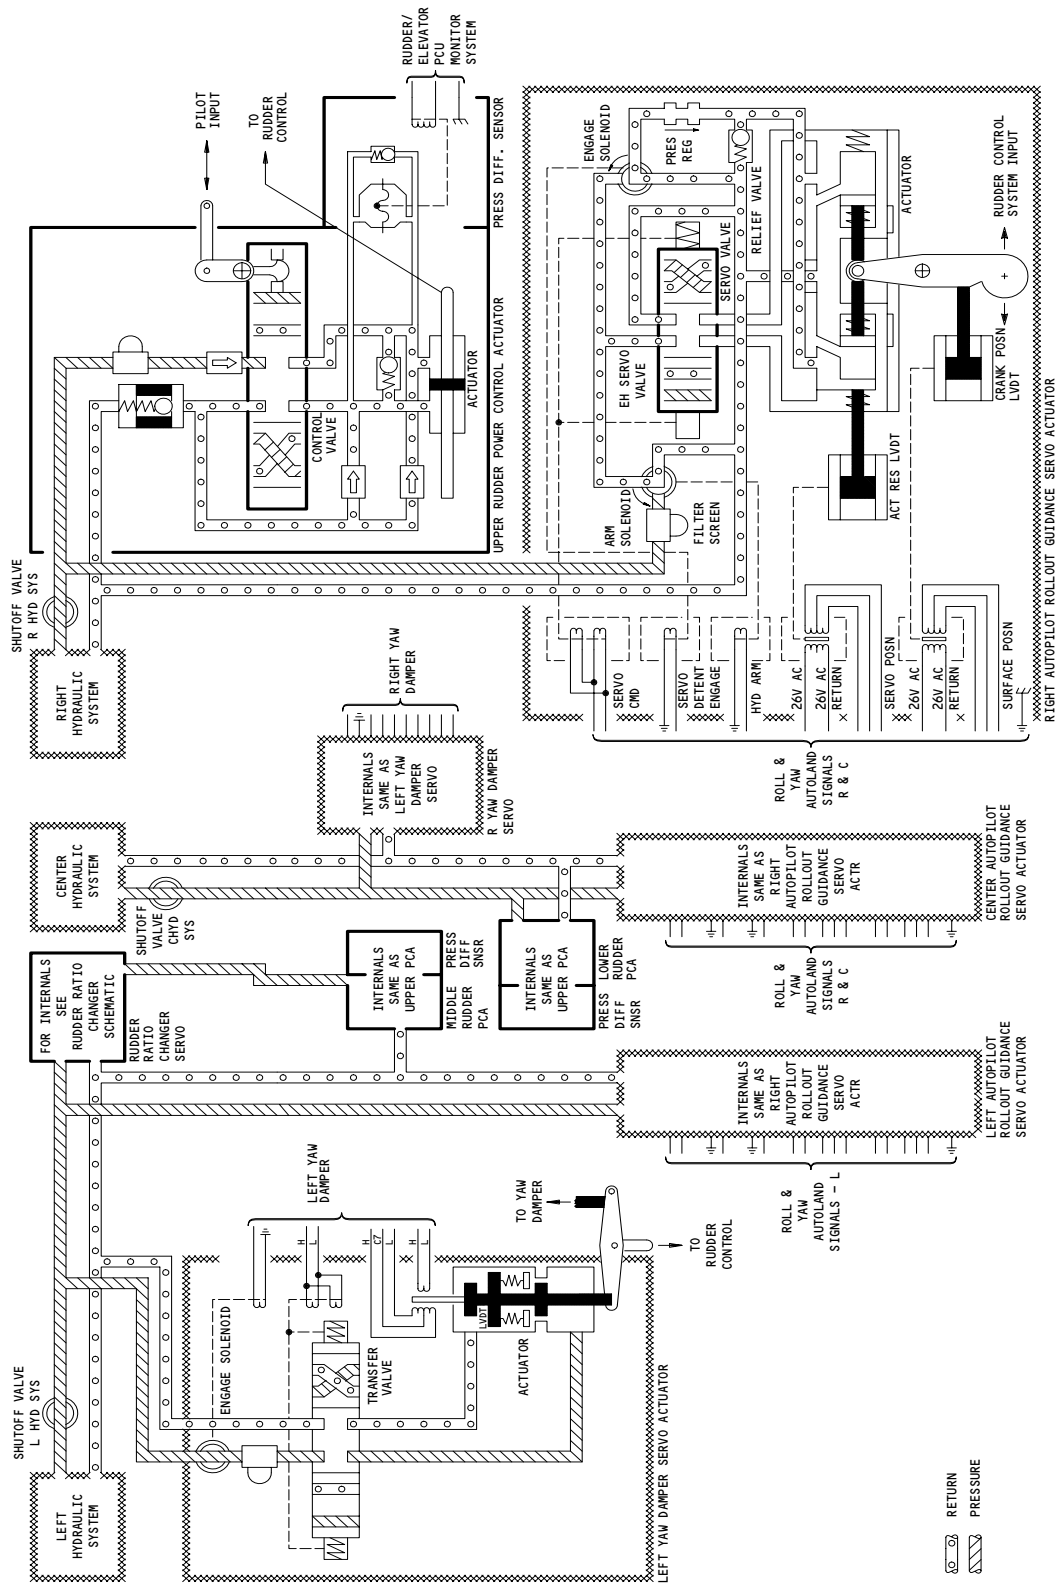 LEFT
HYDRAULIC
SYSTEM
SHUTOFF VALVE
L HYD SYS
FOR INTERNALS
SEE
RUDDER RATIO
CHANGER
SCHEMATIC
RUDDER
RATIO
CHANGER
SERVO
CENTER
HYDRAULIC
SYSTEM
SHUTOFF
VALVE
CHYD
SYS
RIGHT
HYDRAULIC
SYSTEM
SHUTOFF VALVE
R HYD SYS
PILOT
INPUT
TO
RUDDER
CONTROL
RUDDER/
ELEVATOR
PCU
MONITOR
SYSTEM
CONTROL
VALVE
ACTUATOR
UPPER RUDDER POWER CONTROL ACTUATOR
PRESS DIFF. SENSOR
ENGAGE SOLENOID
TRANSFER
VALVE
LEFT YAW
DAMPER
H
L
H
C7
L
H
L
LVDT
ACTUATOR
TO YAW
DAMPER
TO
RUDDER
CONTROL
LEFT YAW DAMPER SERVO ACTUATOR
INTERNALS
SAME AS
UPPER PCA
MIDDLE
RUDDER
PCA
PRESS
DIFF
SNSR
INTERNALS
SAME AS
UPPER PCA
PRESS
DIFF
SNSR
LOWER
RUDDER
PCA
INTERNALS
SAME AS
LEFT YAW
DAMPER
SERVO
R YAW DAMPER
SERVO
RIGHT YAW
DAMPER
INTERNALS
SAME AS
RIGHT
AUTOPILOT
ROLLOUT
GUIDANCE
SERVO
ACTR
LEFT AUTOPILOT
ROLLOUT GUIDANCE
SERVO ACTUATOR
ROLL &
YAW
AUTOLAND
SIGNALS - L
INTERNALS
SAME AS
RIGHT
AUTOPILOT
ROLLOUT
GUIDANCE
SERVO
ACTR
CENTER AUTOPILOT
ROLLOUT GUIDANCE
SERVO ACTUATOR
ROLL &
YAW
AUTOLAND
SIGNALS
R & C
ROLL &
YAW
AUTOLAND
SIGNALS
R & C
SERVO
CMD
SERVO
DETENT
ENGAGE
HYD ARM
26V AC
26V AC
RETURN
SERVO POSN
26V AC
26V AC
RETURN
SURFACE POSN
ARM
SOLENOID
FILTER
SCREEN
EH SERVO
VALVE
SERVO VALVE
ENGAGE
SOLENOID
PRES
REG
RELIEF VALVE
ACT RES LVDT
ACTUATOR
CRANK POSN
LVDT
RUDDER CONTROL
SYSTEM INPUT
RIGHT AUTOPILOT ROLLOUT GUIDANCE SERVO ACTUATOR
RETURN
PRESSURE